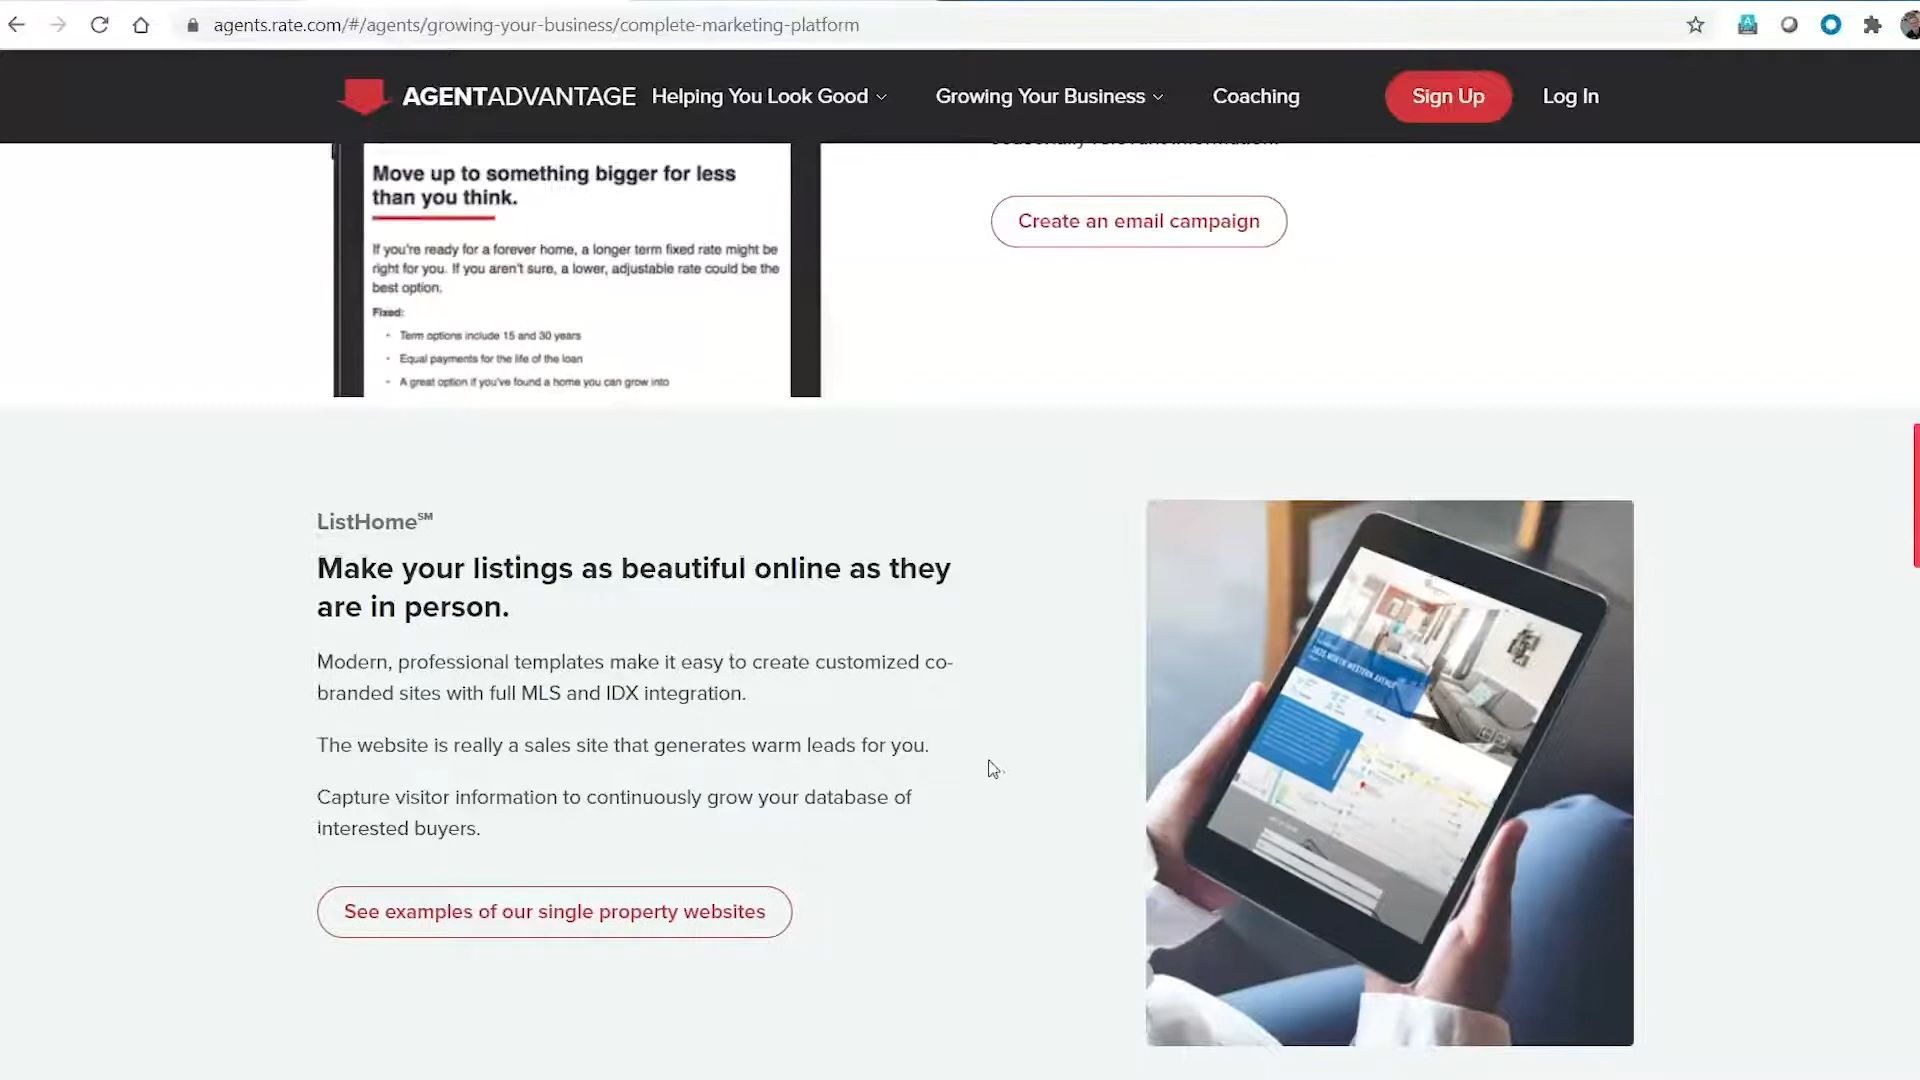 agents.rate.com/#/agents/growing-your-business/complete-marketing-platform
AGENTADVANTAGE
Helping You Look Good
Growing Your Business
Coaching
Sign Up
Log In
Move up to something bigger for less
than you think.
If you're ready for a forever home, a longer term fixed rate might be
right for you. If you aren't sure, a lower, adjustable rate could be the
best option.
Fixed:
- Term options include 15 and 30 years
- Equal payments for the life of the loan
- A great option if you've found a home you can grow into
Create an email campaign
ListHome℠
Make your listings as beautiful online as they
are in person.
Modern, professional templates make it easy to create customized co-
branded sites with full MLS and IDX integration.
The website is really a sales site that generates warm leads for you.
Capture visitor information to continuously grow your database of
interested buyers.
See examples of our single property websites